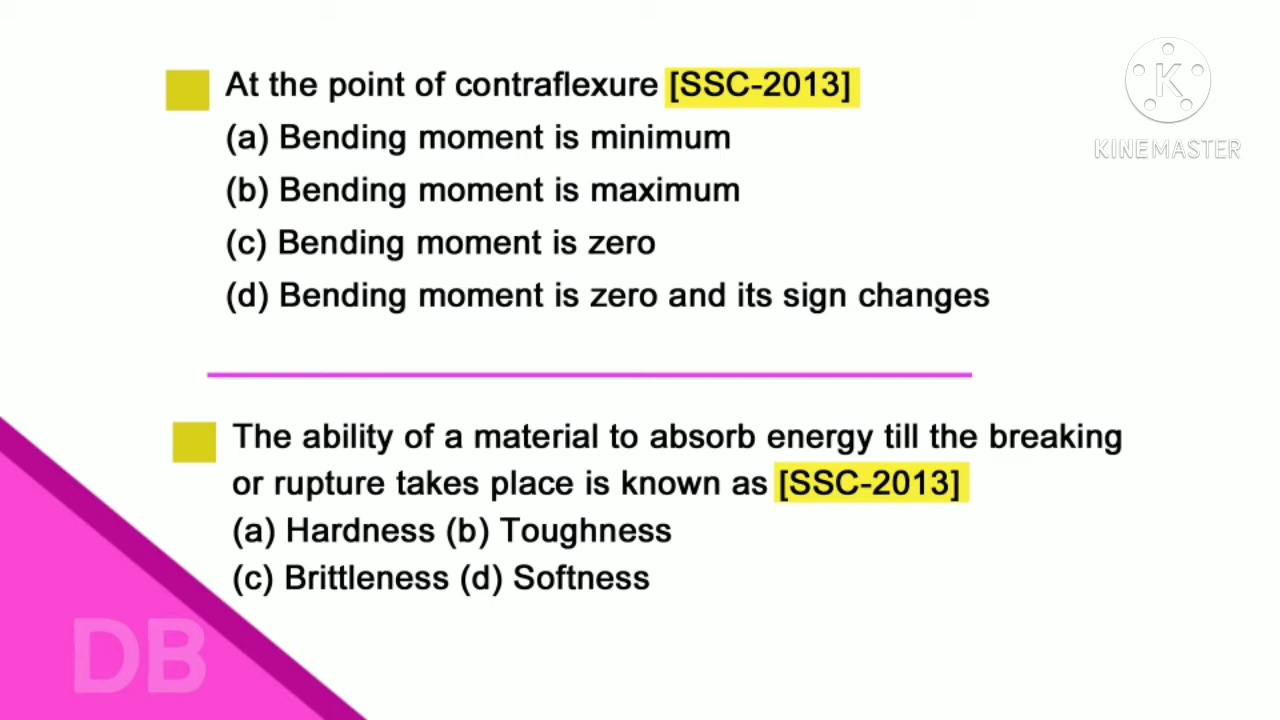 At the point of contraflexure [SSC-2013]
(a) Bending moment is minimum
(b) Bending moment is maximum
(c) Bending moment is zero
(d) Bending moment is zero and its sign changes
The ability of a material to absorb energy till the breaking
or rupture takes place is known as [SSC-2013]
(a) Hardness (b) Toughness
(c) Brittleness (d) Softness
K
KINEMASTER
DB